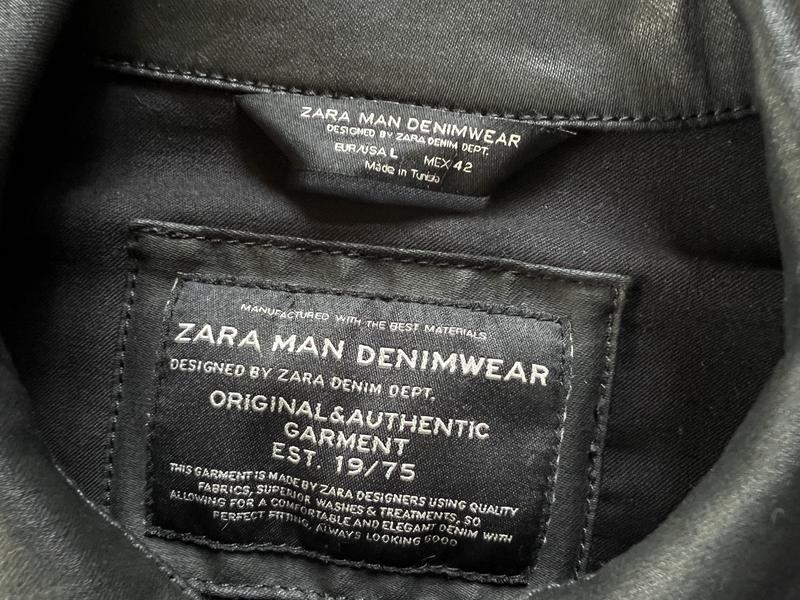 ZARA MAN DENIMWEAR
DESIGNED BY ZARA DENIM DEPT.
EUR/USA L MEX 42
Made in Tunisia
MANUFACTURED WITH THE BEST MATERIALS
ZARA MAN DENIMWEAR
DESIGNED BY ZARA DENIM DEPT.
ORIGINAL&AUTHENTIC
GARMENT
EST. 19/75
THIS GARMENT IS MADE BY ZARA DESIGNERS USING QUALITY
FABRICS, SUPERIOR WASHES & TREATMENTS, SO
ALLOWING FOR A COMFORTABLE AND ELEGANT DENIM WITH
PERFECT FITTING, ALWAYS LOOKING GOOD